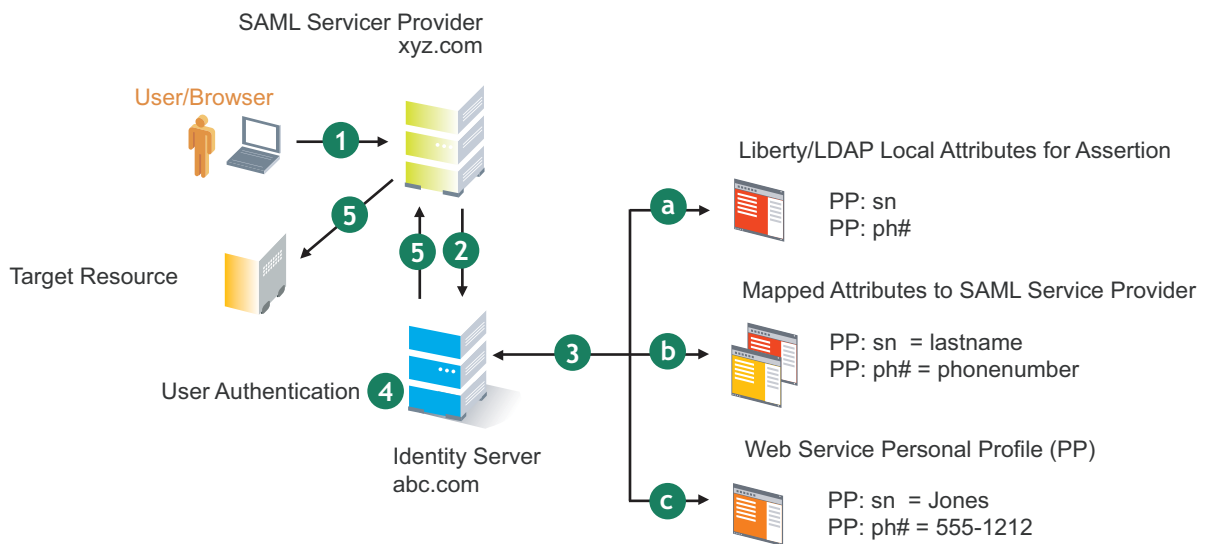 SAML Servicer Provider
xyz.com
User/Browser
1
5
5
2
Target Resource
User Authentication 4
Identity Server
abc.com
3
a
Liberty/LDAP Local Attributes for Assertion
PP: sn
PP: ph#
b
Mapped Attributes to SAML Service Provider
PP: sn = lastname
PP: ph# = phonenumber
c
Web Service Personal Profile (PP)
PP: sn = Jones
PP: ph# = 555-1212